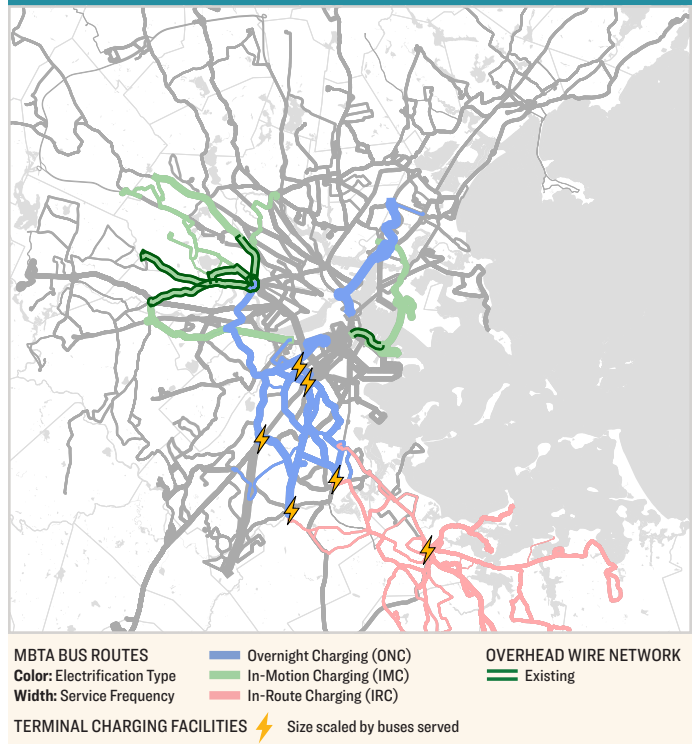 MBTA BUS ROUTES
Color: Electrification Type
Width: Service Frequency
Overnight Charging (ONC)
In-Motion Charging (IMC)
In-Route Charging (IRC)
OVERHEAD WIRE NETWORK
Existing
TERMINAL CHARGING FACILITIES
Size scaled by buses served